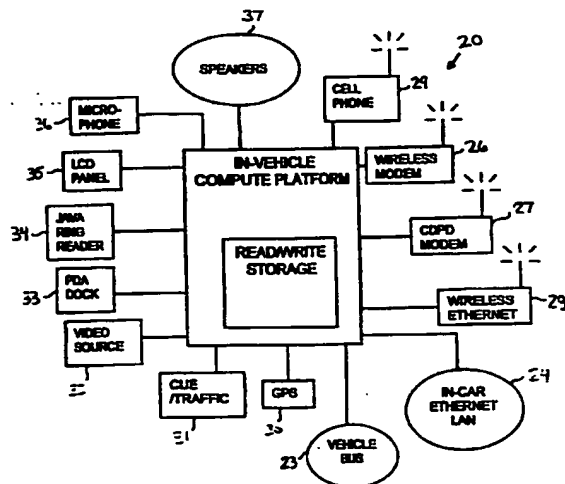 37
20
SPEAKERS
CELL
PHONE
29
36
MICRO-
PHONE
IN-VEHICLE
COMPUTE PLATFORM
WIRELESS
MODEM
26
35
LCD
PANEL
27
34
JAVA
RING
READER
READ/WRITE
STORAGE
CDPD
MODEM
33
PDA
DOCK
WIRELESS
ETHERNET
29
VIDEO
SOURCE
CUE
/TRAFFIC
31
GPS
30
VEHICLE
BUS
23
IN-CAR
ETHERNET
LAN
24